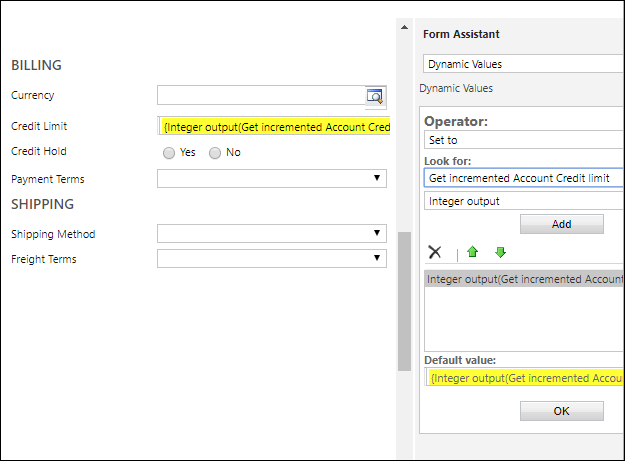 BILLING
Currency
Credit Limit {Integer output(Get incremented Account Cred
Credit Hold Yes No
Payment Terms
SHIPPING
Shipping Method
Freight Terms
Form Assistant
Dynamic Values
Dynamic Values
Operator:
Set to
Look for:
Get incremented Account Credit limit
Integer output
Add
Integer output(Get incremented Account
Default value:
{Integer output(Get incremented Accou
OK